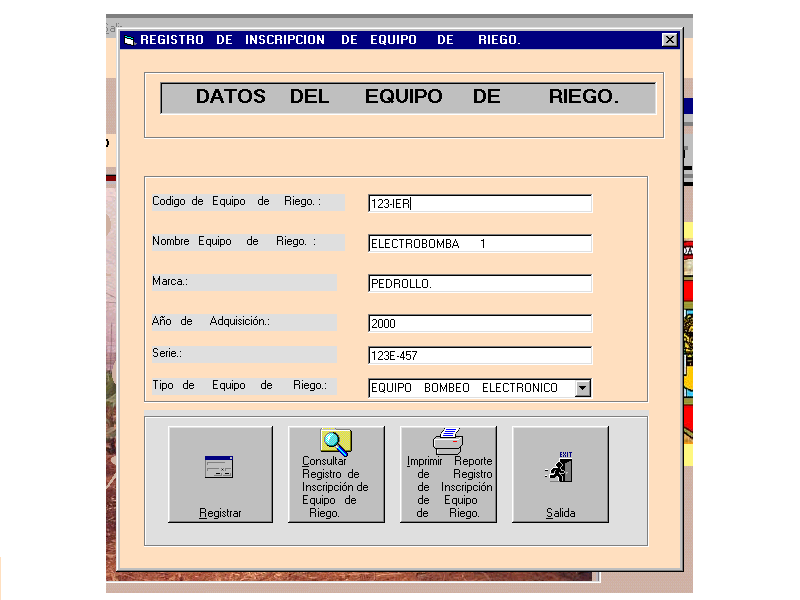 REGISTRO DE INSCRIPCION DE EQUIPO DE RIEGO.
DATOS DEL EQUIPO DE RIEGO.
Codigo de Equipo de Riego. : 123-IER
Nombre Equipo de Riego. : ELECTROBOMBA 1
Marca.: PEDROLLO.
Año de Adquisición.: 2000
Serie.: 123E-457
Tipo de Equipo de Riego.: EQUIPO BOMBEO ELECTRONICO
Registrar
Consultar
Registro de
Inscripción de
Equipo de
Riego.
Imprimir Reporte
de Registro
de Inscripción
de Equipo
de Riego.
EXIT
Salida